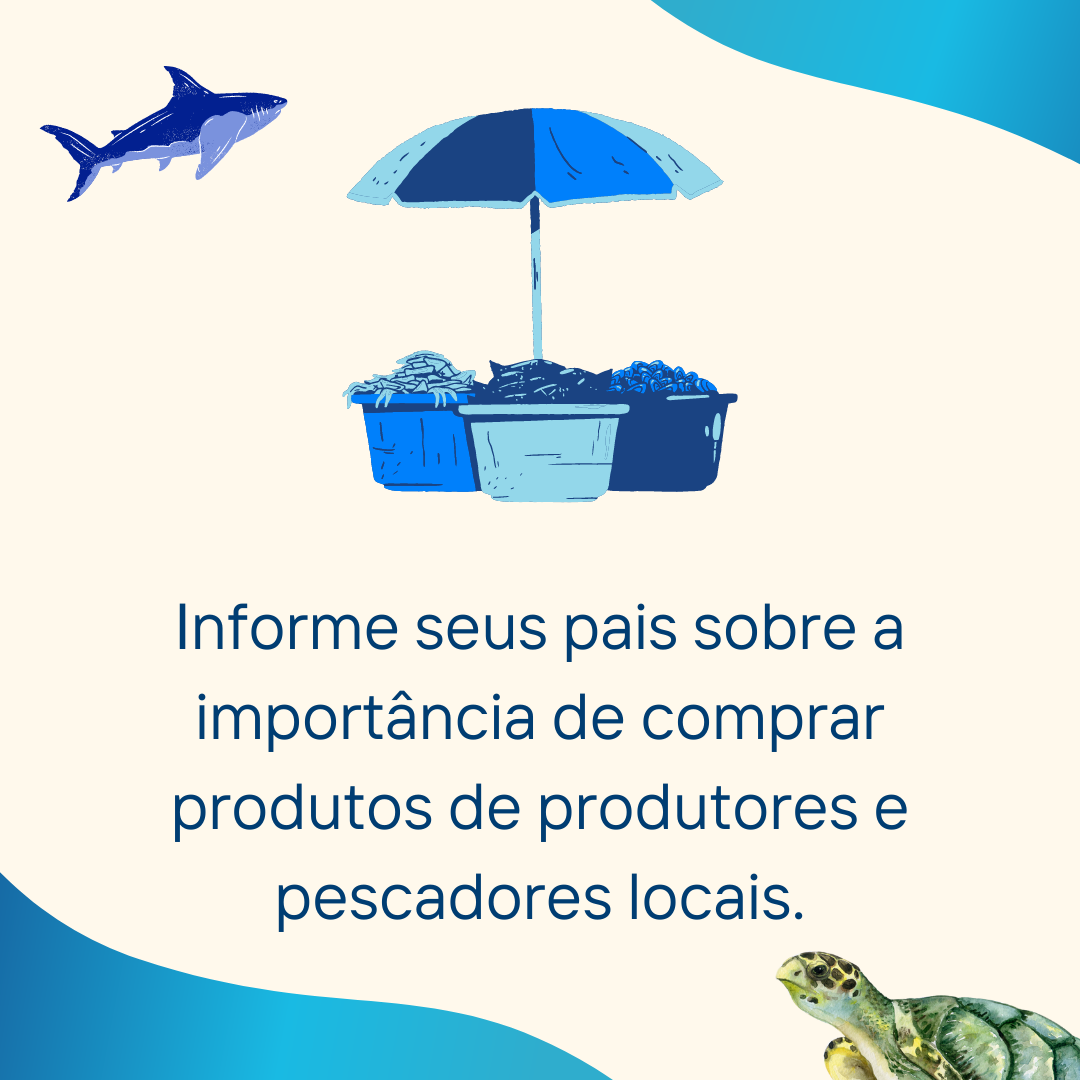 Informe seus pais sobre a
importância de comprar
produtos de produtores e
pescadores locais.